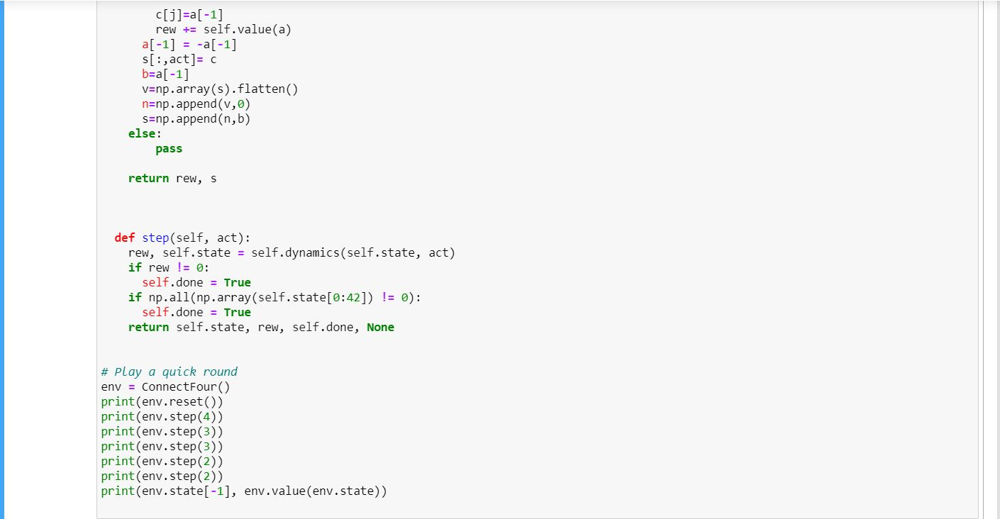 c[j]=a[-1]
rew += self.value(a)
a[-1] = -a[-1]
s[:,act]= c
b=a[-1]
v=np.array(s).flatten()
n=np.append(v,0)
s=np.append(n,b)
else:
pass
return rew, s
def step(self, act):
rew, self.state = self.dynamics(self.state, act)
if rew != 0:
self.done = True
if np.all(np.array(self.state[0:42]) != 0):
self.done = True
return self.state, rew, self.done, None
# Play a quick round
env = ConnectFour()
print(env.reset())
print(env.step(4))
print(env.step(3))
print(env.step(3))
print(env.step(2))
print(env.step(2))
print(env.state[-1], env.value(env.state))